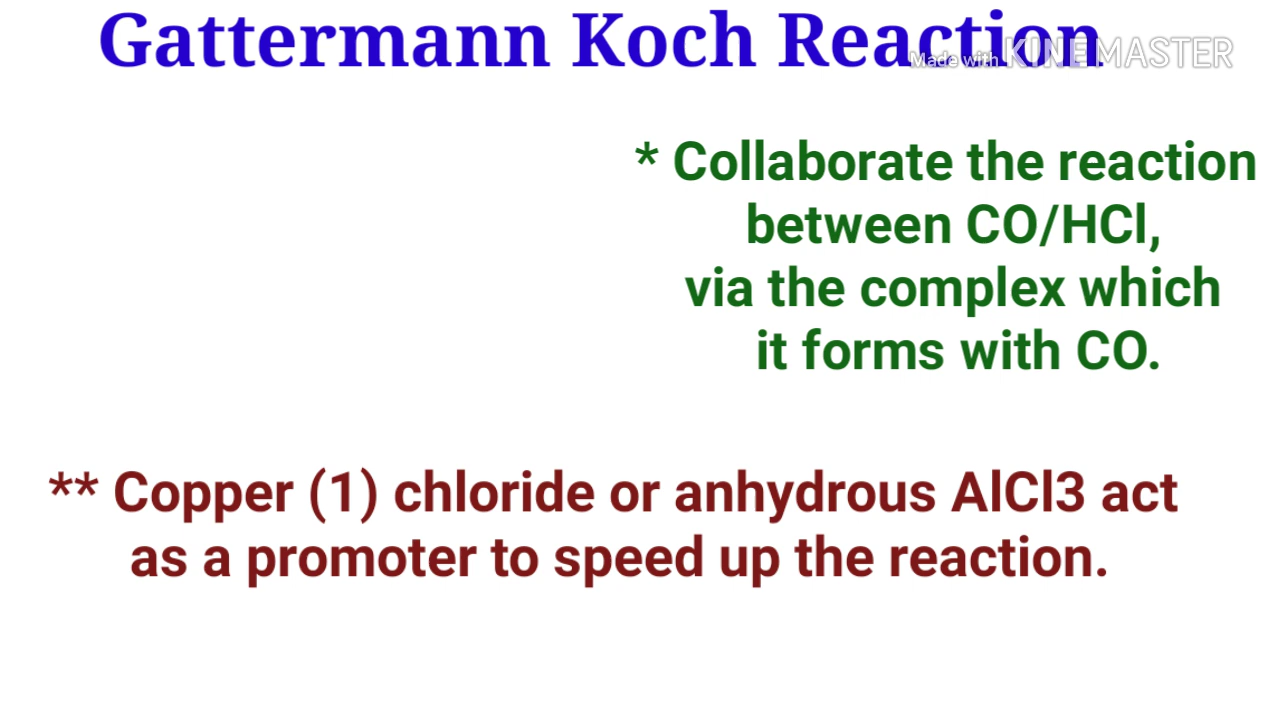 Gattermann Koch Reaction
Made with KINEMASTER
* Collaborate the reaction
between CO/HCl,
via the complex which
it forms with CO.
** Copper (1) chloride or anhydrous AlCl3 act
as a promoter to speed up the reaction.